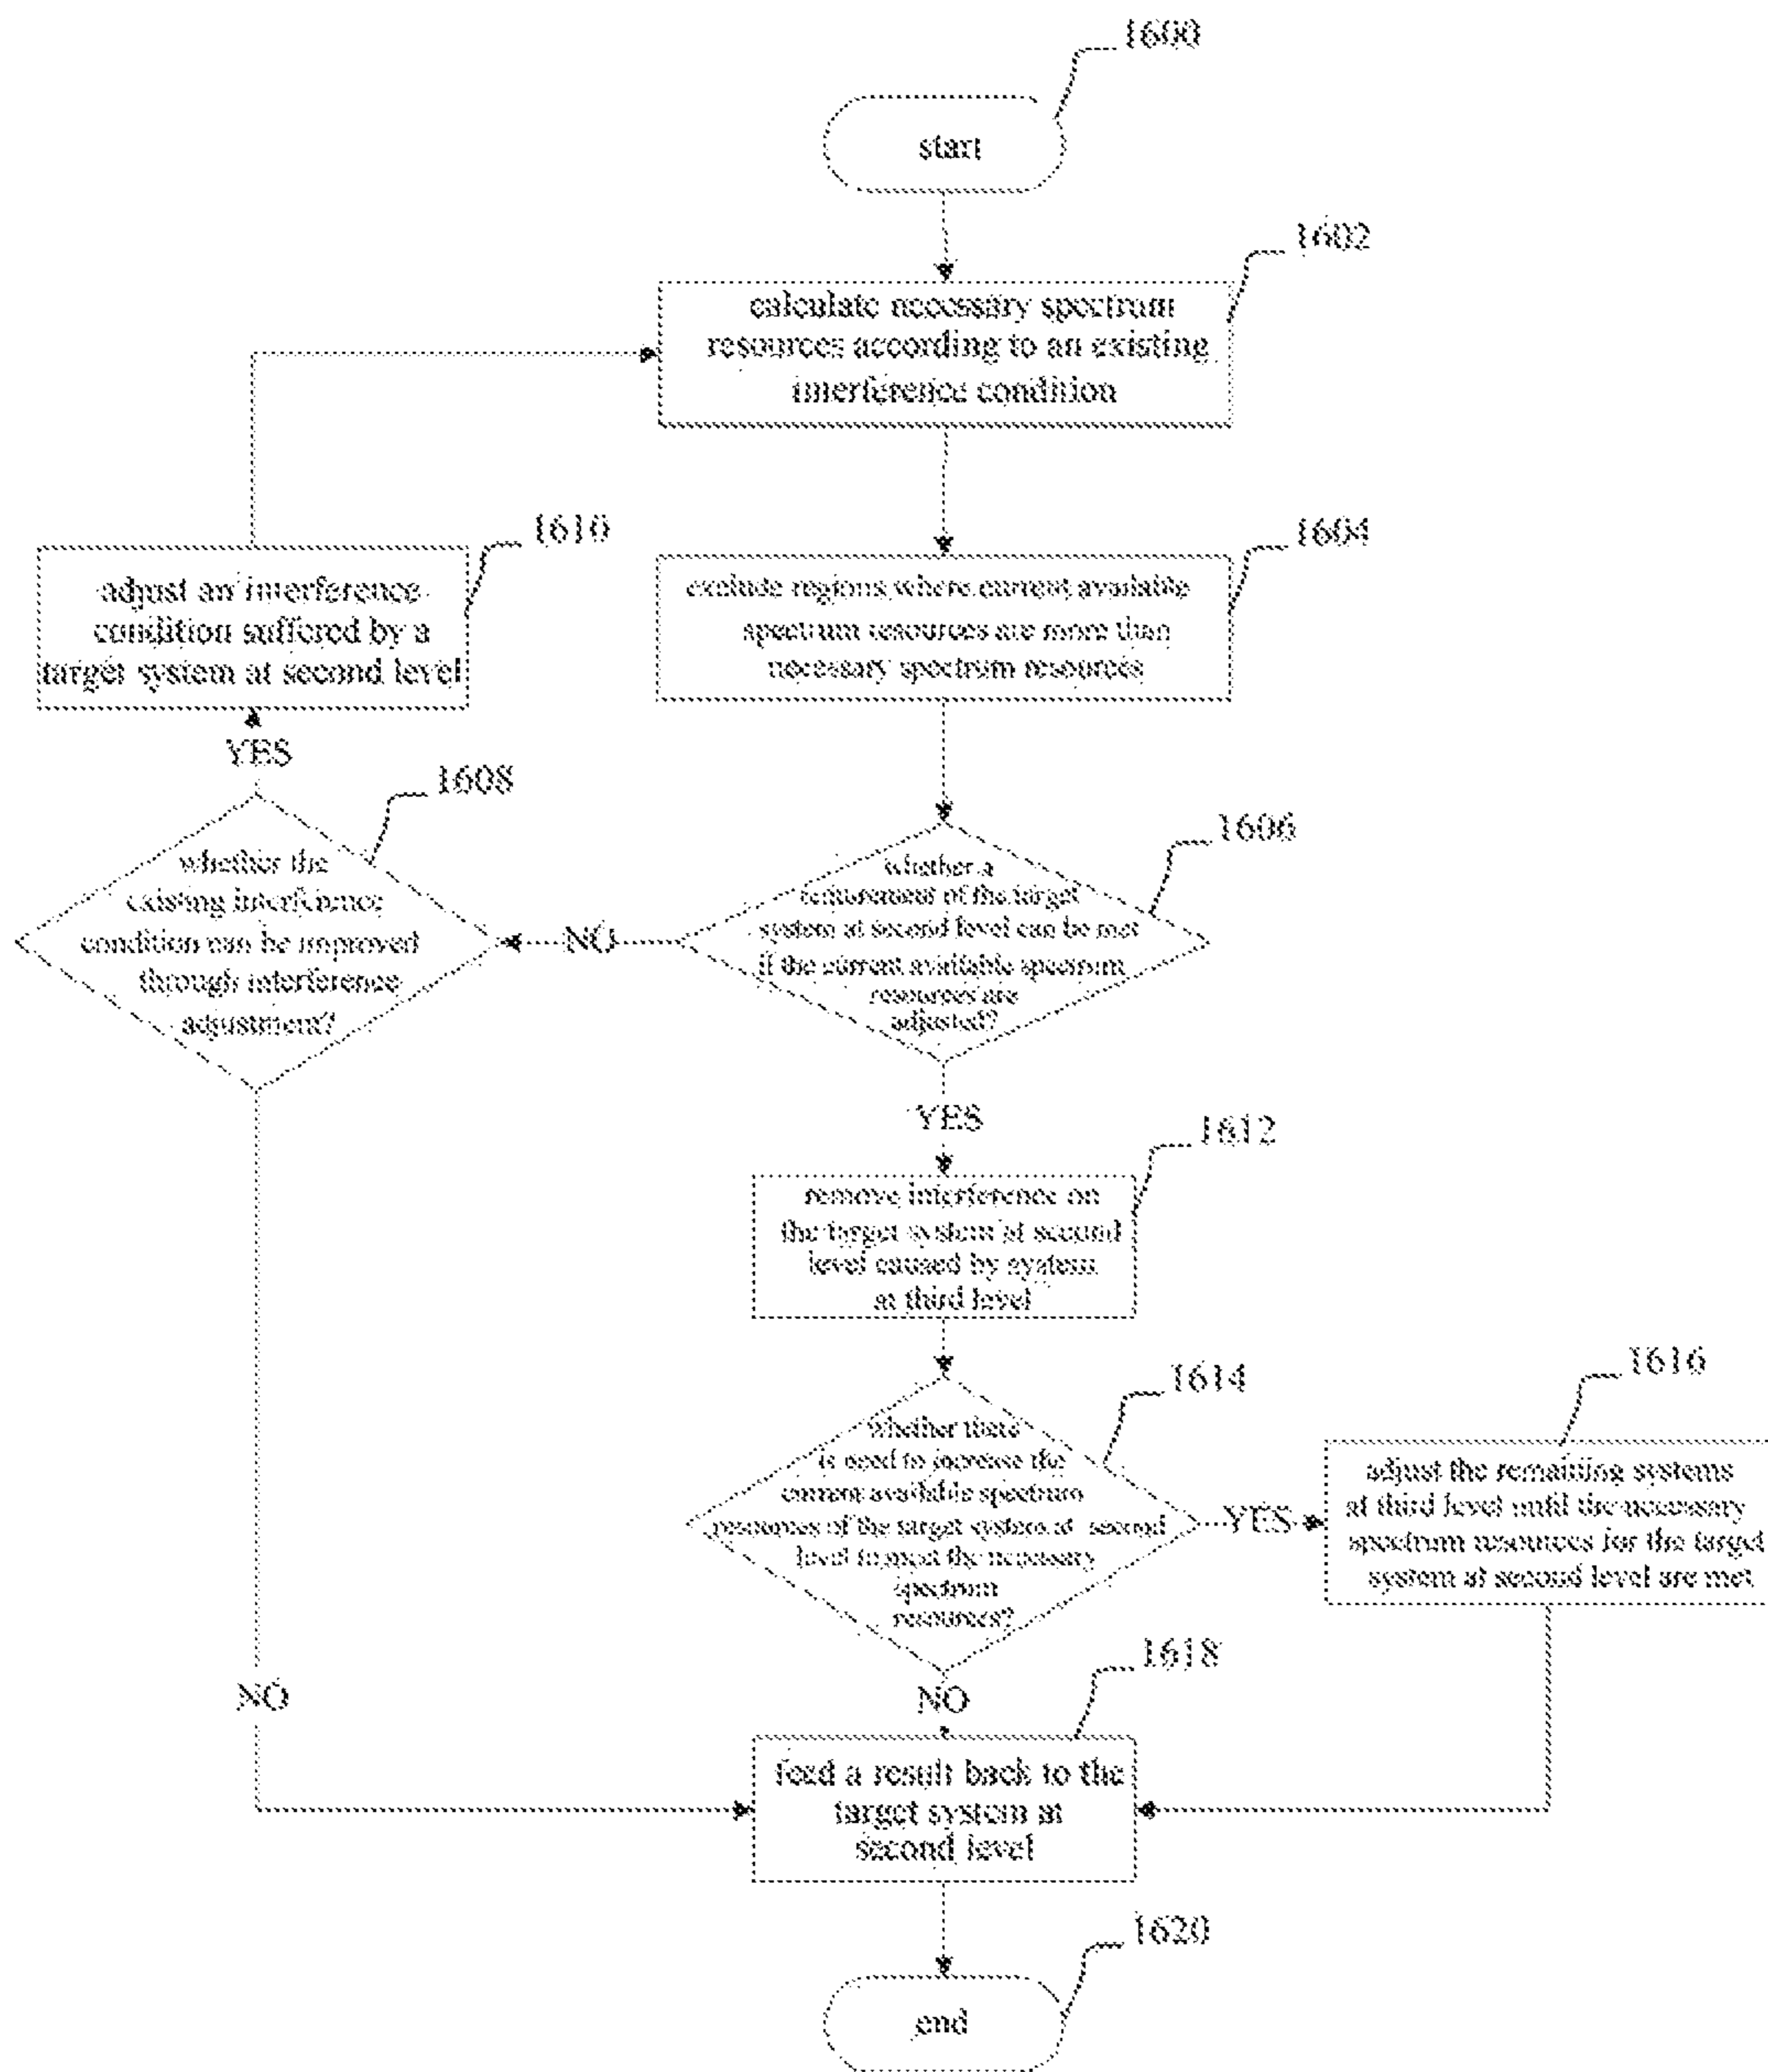 1600
start
1602
calculate necessary spectrum
resources according to an existing
interference condition
1610
1604
adjust an interference
condition suffered by a
target system at second level
exclude regions where current available
spectrum resources are more than
necessary spectrum resources
YES
1608
1606
whether the
existing interference
condition can be improved
through interference
adjustment?
NO
whether a
requirement of the target
system at second level can be met
if the current available spectrum
resources are
adjusted?
YES
1612
remove interference on
the target system at second
level caused by system
at third level
1614
1616
whether there
is need to increase the
current available spectrum
resources of the target system at second
level to meet the necessary
spectrum
resources?
YES
adjust the remaining systems
at third level until the necessary
spectrum resources for the target
system at second level are met
1618
NO
NO
feed a result back to the
target system at
second level
1620
end